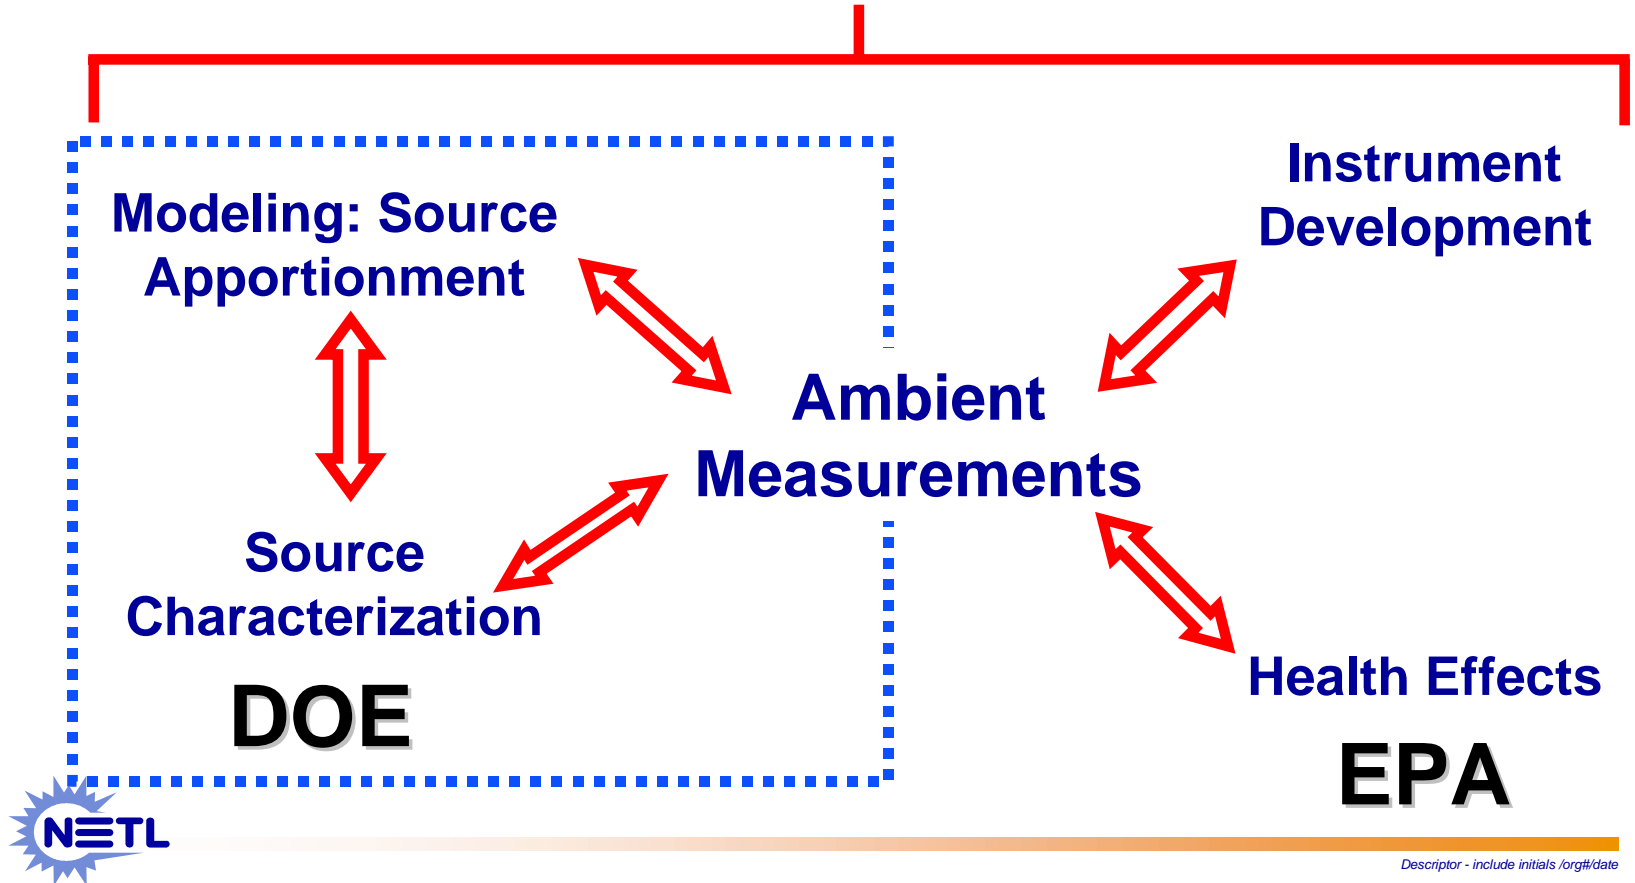 Modeling: Source
Apportionment
Instrument
Development
Ambient
Measurements
Source
Characterization
DOE
Health Effects
EPA
NETL
Descriptor - include initials /org#/date